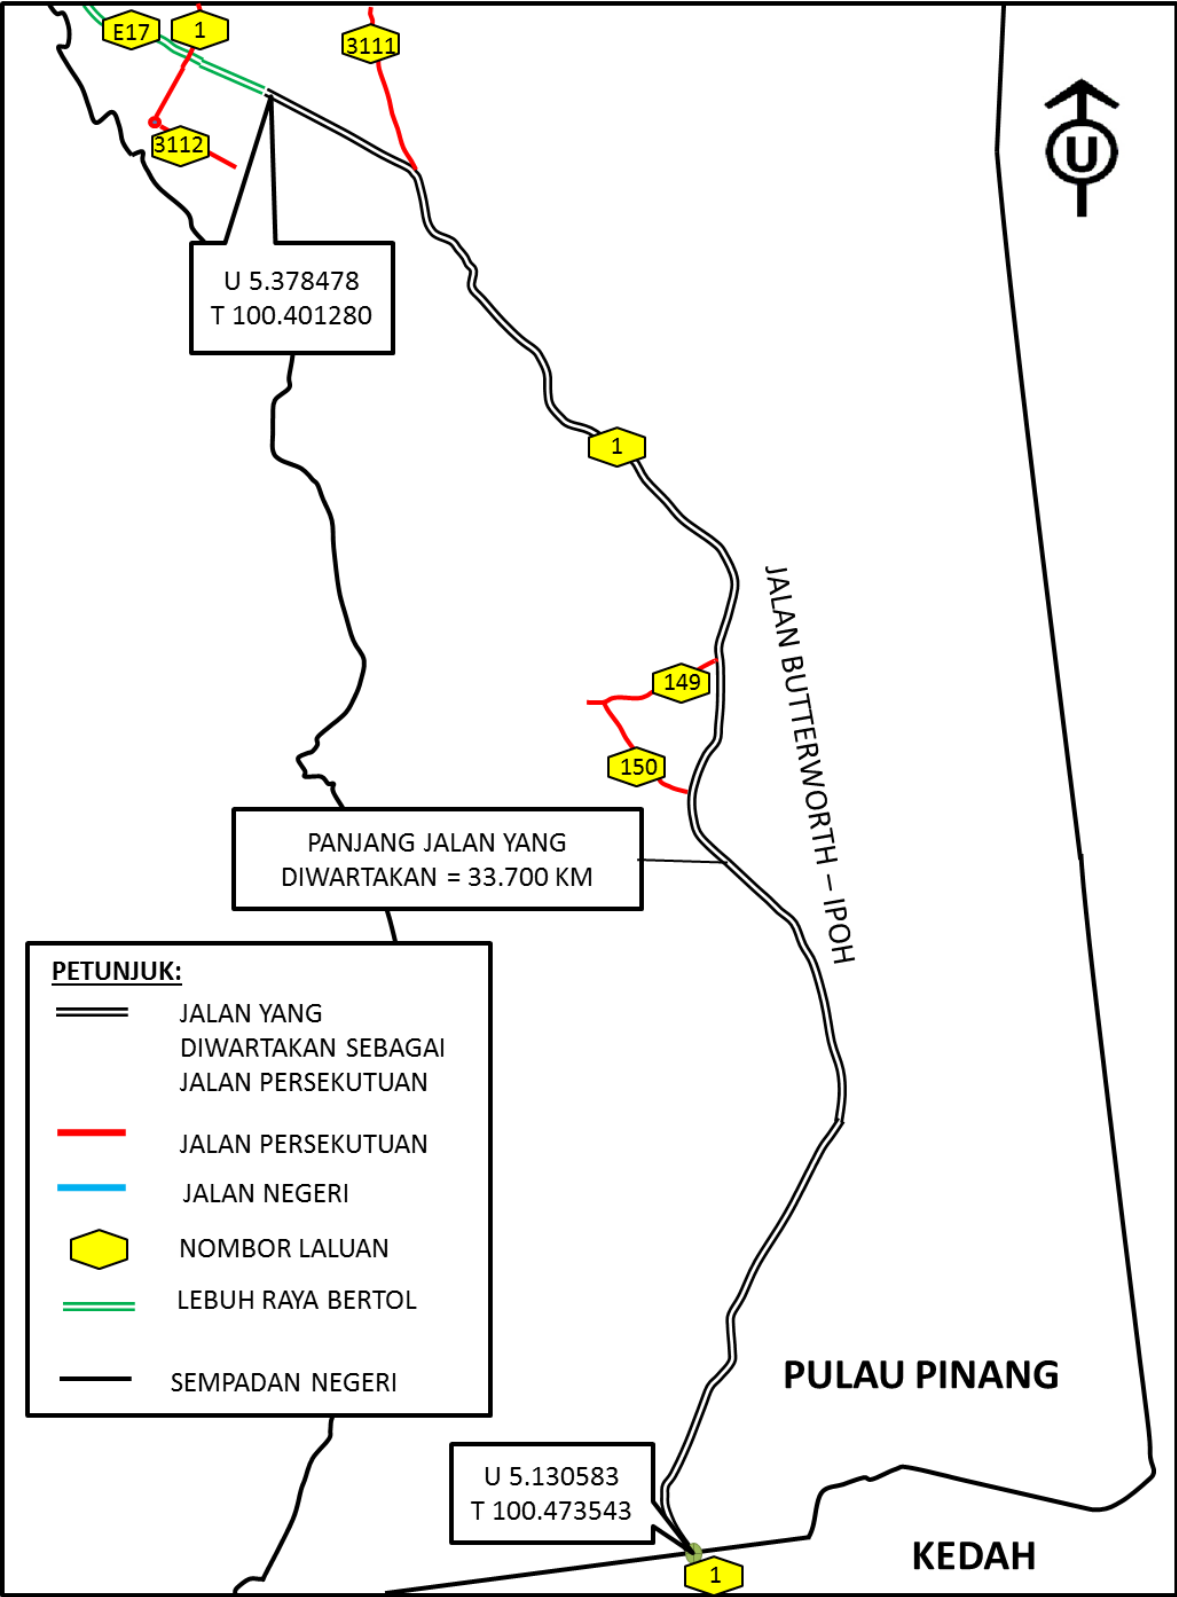 E17
1
3111
3112
U
U 5.378478
T 100.401280
1
149
150
JALAN BUTTERWORTH – IPOH
PANJANG JALAN YANG
DIWARTAKAN = 33.700 KM
PETUNJUK:
JALAN YANG
DIWARTAKAN SEBAGAI
JALAN PERSEKUTUAN
JALAN PERSEKUTUAN
JALAN NEGERI
NOMBOR LALUAN
LEBUH RAYA BERTOL
SEMPADAN NEGERI
PULAU PINANG
U 5.130583
T 100.473543
KEDAH
1